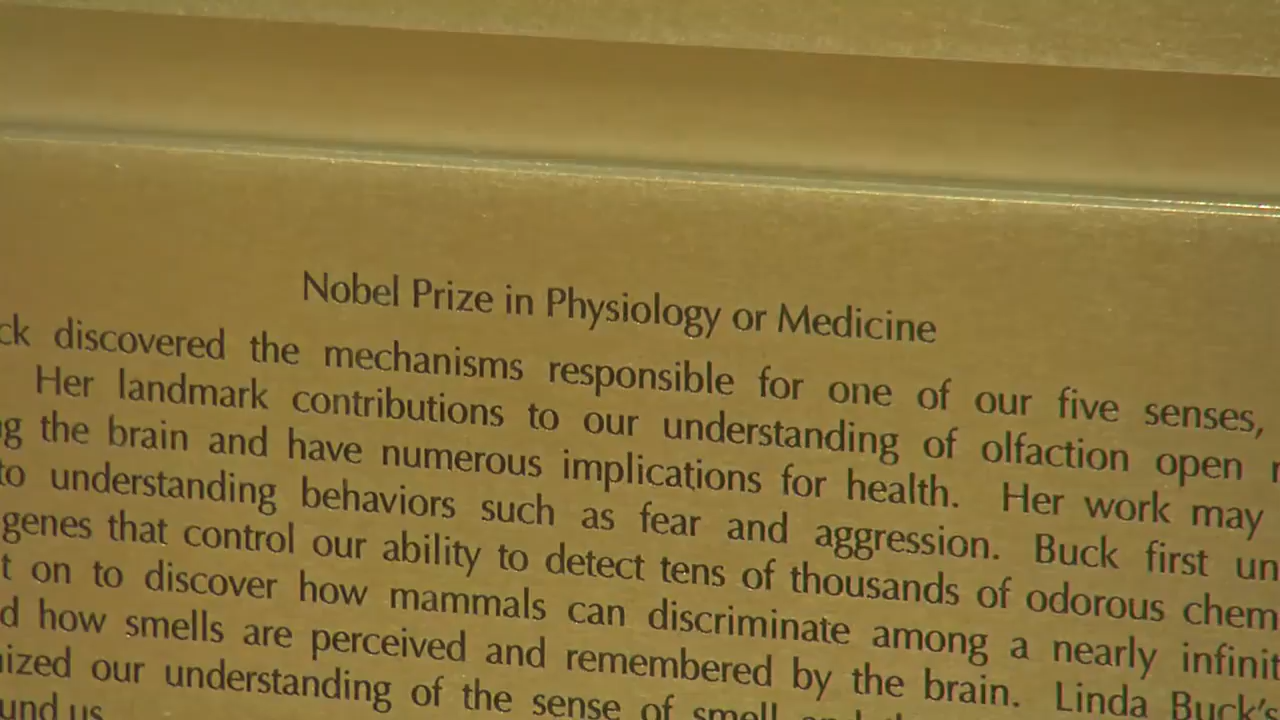 Nobel Prize in Physiology or Medicine
ck discovered the mechanisms responsible for one of our five senses,
Her landmark contributions to our understanding of olfaction open
ng the brain and have numerous implications for health. Her work may
to understanding behaviors such as fear and aggression. Buck first un
genes that control our ability to detect tens of thousands of odorous chem
t on to discover how mammals can discriminate among a nearly infinit
d how smells are perceived and remembered by the brain. Linda Buck's
ized our understanding of the sense of smell and
und us